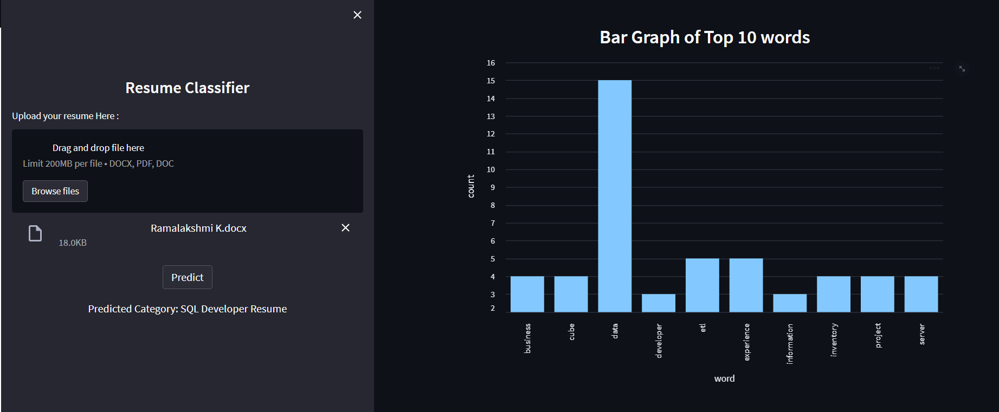 Resume Classifier
Upload your resume Here :
Drag and drop file here
Limit 200MB per file • DOCX, PDF, DOC
Browse files
Ramalakshmi K.docx
18.0KB
Predict
Predicted Category: SQL Developer Resume
Bar Graph of Top 10 words
16
15
14
13
12
11
10
9
8
7
6
5
4
3
2
count
business
cube
data
developer
etl
experience
information
inventory
project
server
word